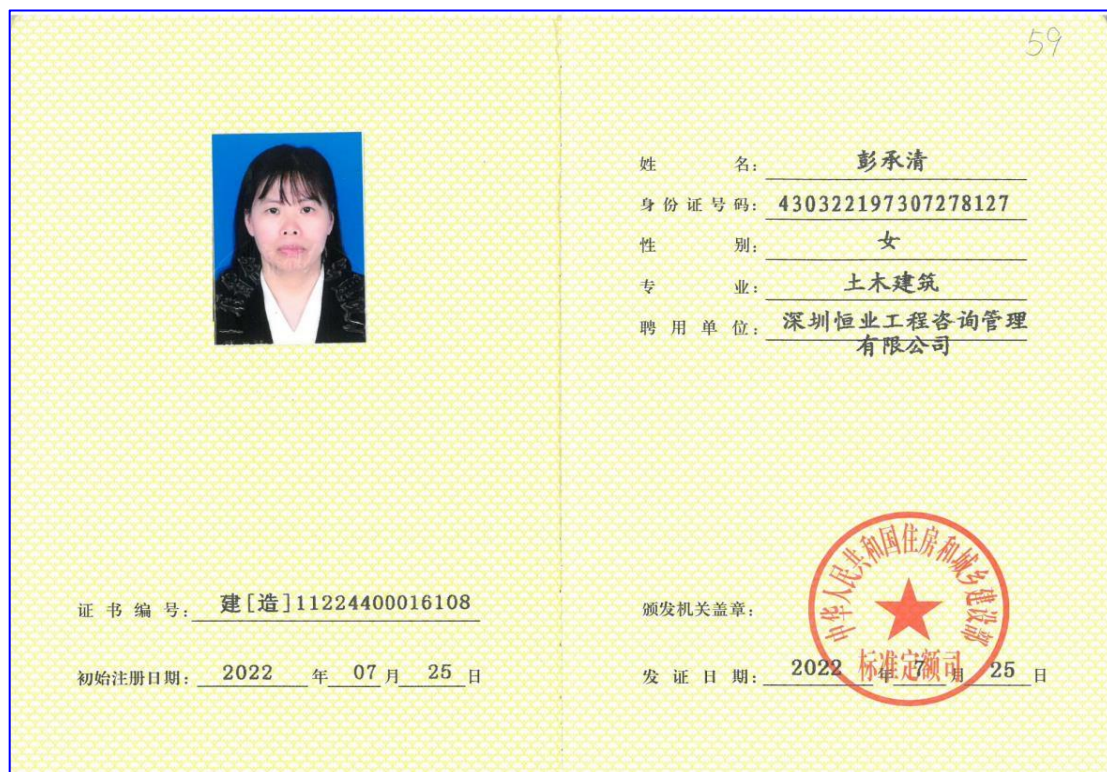 59
姓 名: 彭承清
身份证号码: 430322197307278127
性 别: 女
专 业: 土木建筑
聘用单位: 深圳恒业工程咨询管理
有限公司
证书编号: 建[造]11224400016108
初始注册日期: 2022 年 07 月 25 日
颁发机关盖章:
中华人民共和国住房和城乡建设部
标准定额司
发证日期: 2022 年 7 月 25 日